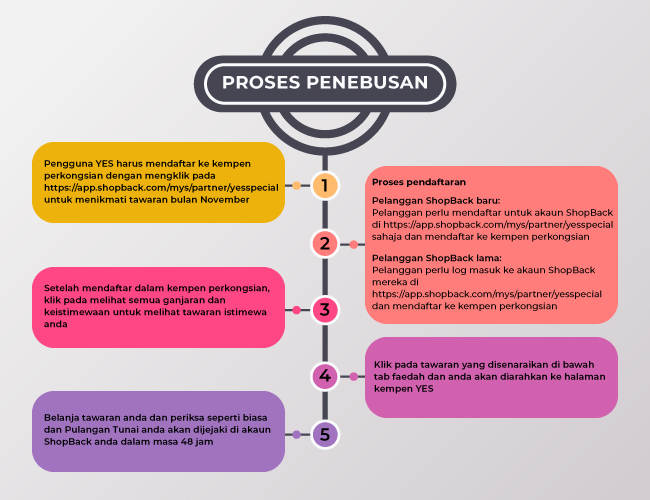 PROSES PENEBUSAN
Pengguna YES harus mendaftar ke kempen
perkongsian dengan mengklik pada
https://app.shopback.com/mys/partner/yesspecial
untuk menikmati tawaran bulan November
1
2
Proses pendaftaran
Pelanggan ShopBack baru:
Pelanggan perlu mendaftar untuk akaun ShopBack
di https://app.shopback.com/mys/partner/yesspecial
sahaja dan mendaftar ke kempen perkongsian
Pelanggan ShopBack lama:
Pelanggan perlu log masuk ke akaun ShopBack
mereka di
https://app.shopback.com/mys/partner/yesspecial
dan mendaftar ke kempen perkongsian
Setelah mendaftar dalam kempen perkongsian,
klik pada melihat semua ganjaran dan
keistimewaan untuk melihat tawaran istimewa
anda
3
4
Klik pada tawaran yang disenaraikan di bawah
tab faedah dan anda akan diarahkan ke halaman
kempen YES
Belanja tawaran anda dan periksa seperti biasa
dan Pulangan Tunai anda akan dijejaki di akaun
ShopBack anda dalam masa 48 jam
5